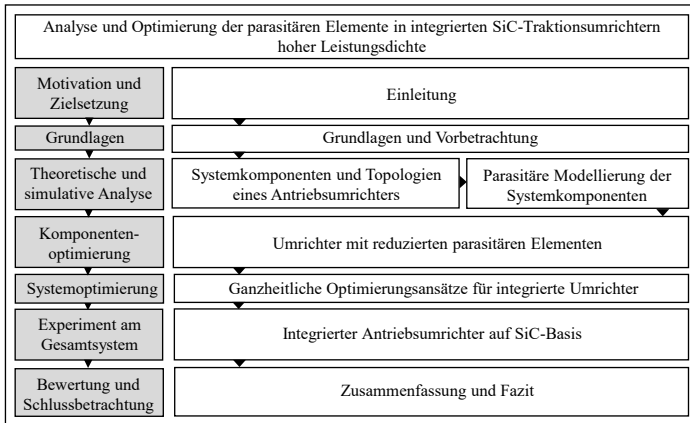 Analyse und Optimierung der parasitären Elemente in integrierten SiC-Traktionsumrichtern
hoher Leistungsdichte
Motivation und
Zielsetzung
Einleitung
Grundlagen
Grundlagen und Vorbetrachtung
Theoretische und
simulative Analyse
Systemkomponenten und Topologien
eines Antriebsumrichters
Parasitäre Modellierung der
Systemkomponenten
Komponenten-
optimierung
Umrichter mit reduzierten parasitären Elementen
Systemoptimierung
Ganzheitliche Optimierungsansätze für integrierte Umrichter
Experiment am
Gesamtsystem
Integrierter Antriebsumrichter auf SiC-Basis
Bewertung und
Schlussbetrachtung
Zusammenfassung und Fazit